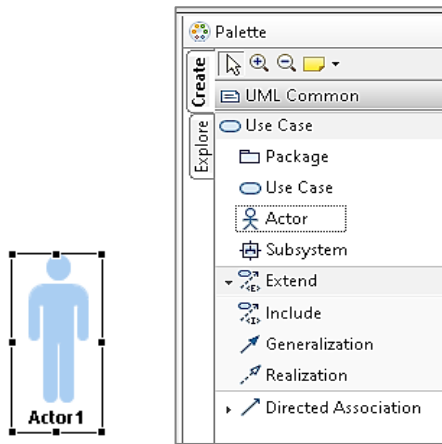 Palette
Create
Explore
UML Common
Use Case
Package
Use Case
Actor
Subsystem
<E>
Extend
<I>
Include
Generalization
Realization
Directed Association
Actor1